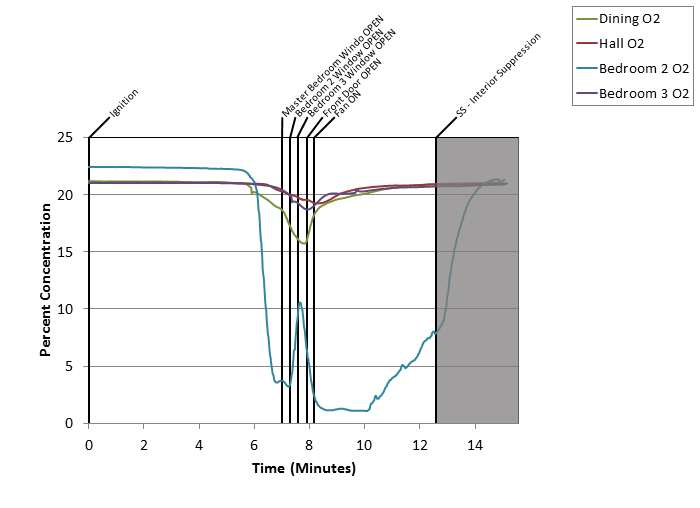 Dining O2
Hall O2
Bedroom 2 O2
Bedroom 3 O2
Ignition
Master Bedroom Windo OPEN
Bedroom 2 Window OPEN
Bedroom 3 Window OPEN
Front Door OPEN
Fan ON
SS - Interior Suppression
25
20
15
10
5
0
Percent Concentration
0 2 4 6 8 10 12 14
Time (Minutes)